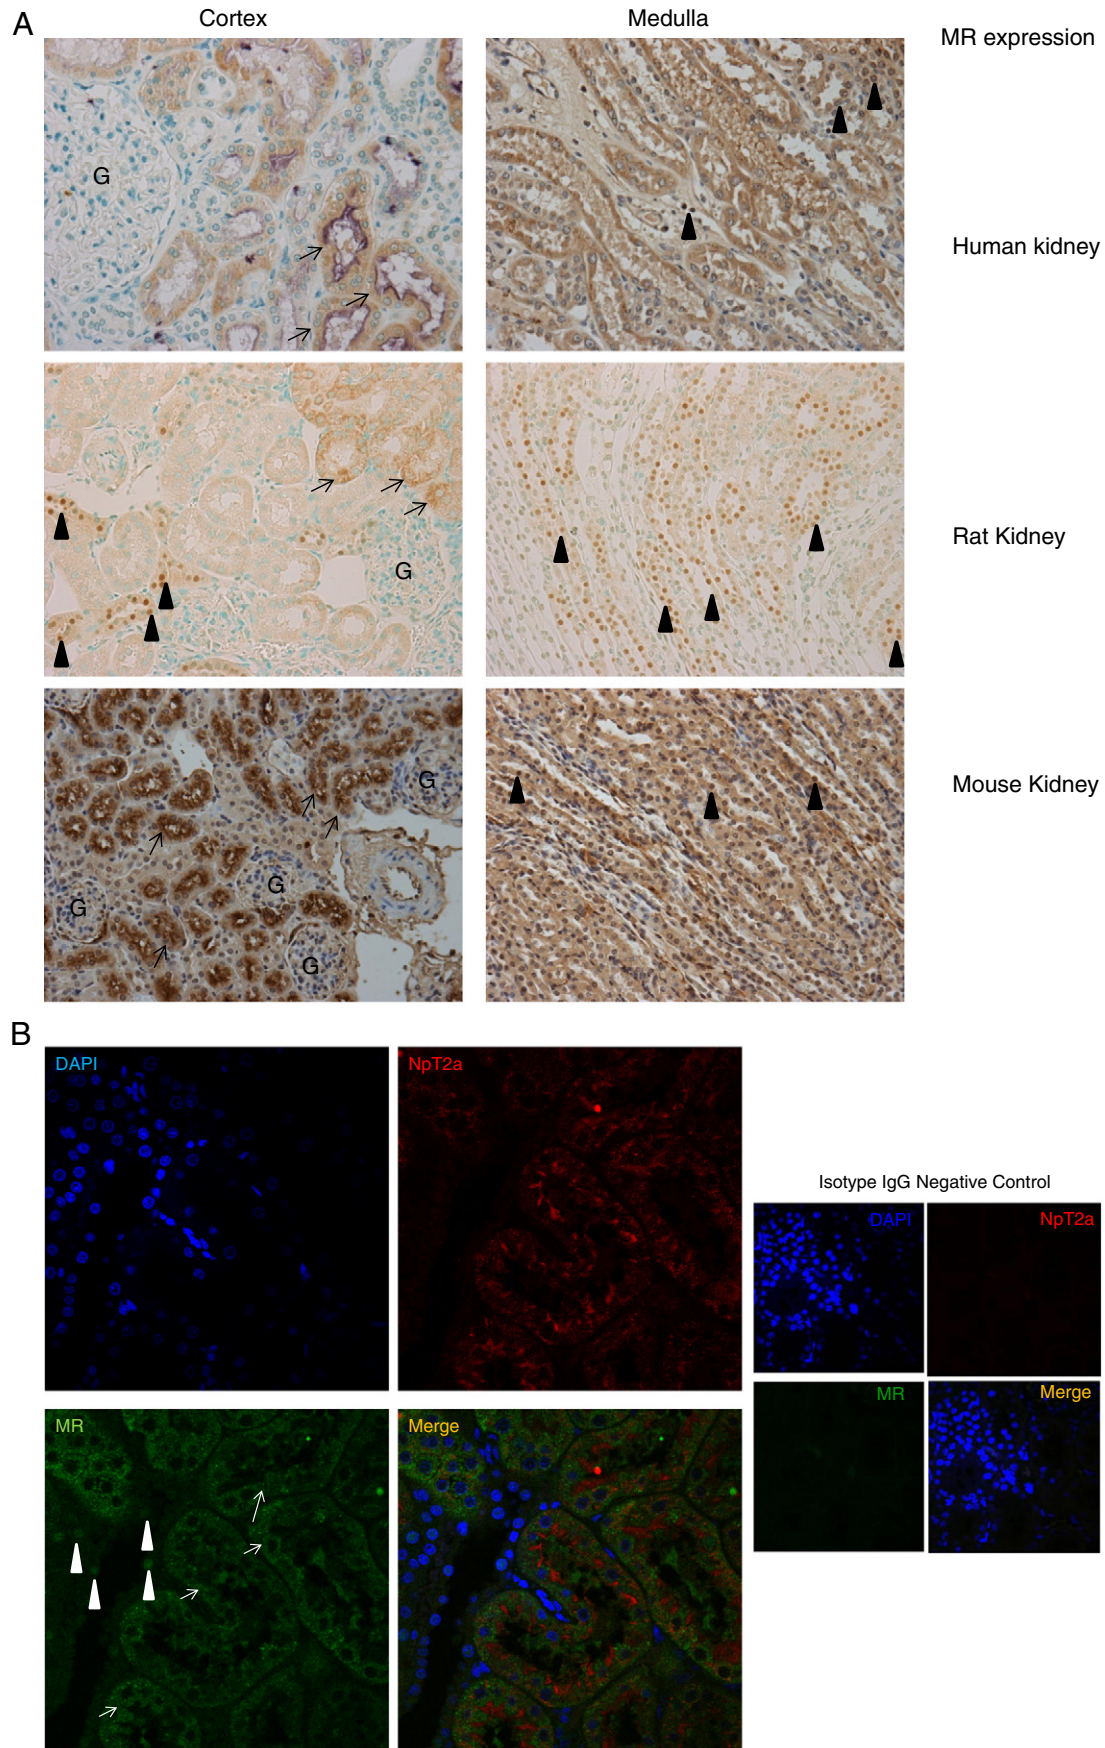 A
Cortex
Medulla
MR expression
G
Human kidney
G
Rat Kidney
G
G
G
G
Mouse Kidney
B
DAPI
NpT2a
Isotype IgG Negative Control
DAPI
NpT2a
MR
Merge
MR
Merge